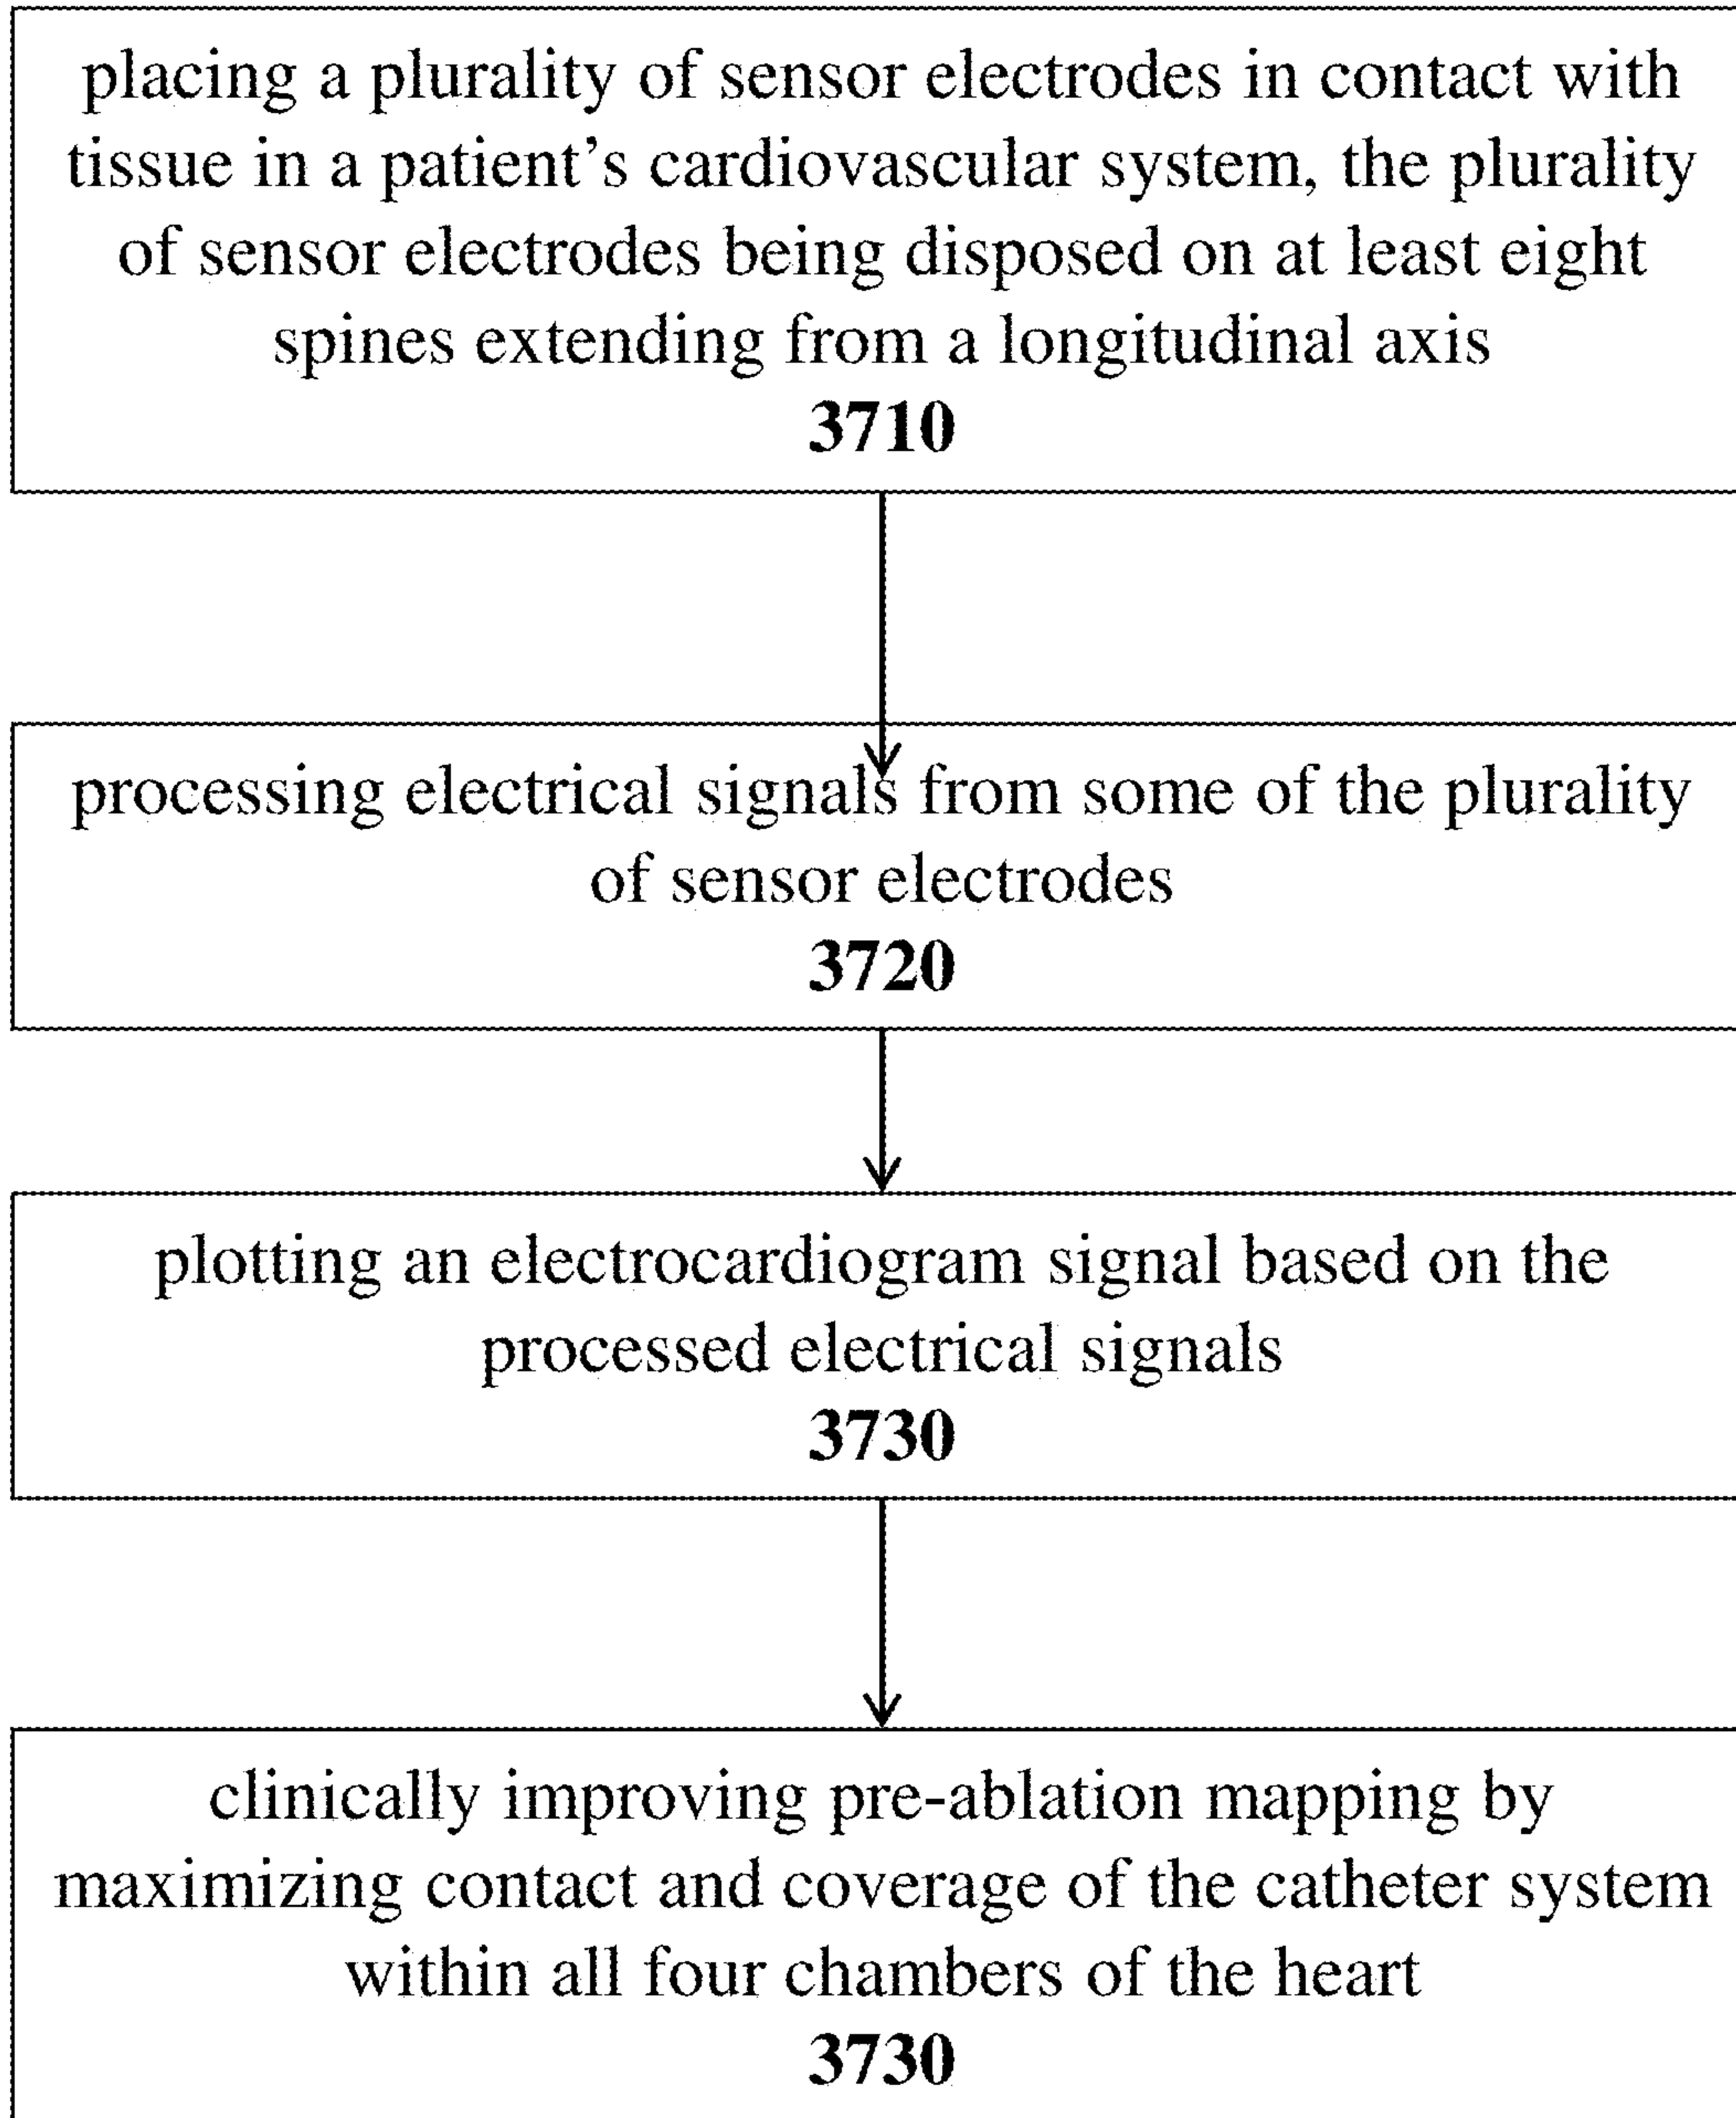 placing a plurality of sensor electrodes in contact with
tissue in a patient’s cardiovascular system, the plurality
of sensor electrodes being disposed on at least eight
spines extending from a longitudinal axis
3710
processing electrical signals from some of the plurality
of sensor electrodes
3720
plotting an electrocardiogram signal based on the
processed electrical signals
3730
clinically improving pre-ablation mapping by
maximizing contact and coverage of the catheter system
within all four chambers of the heart
3730